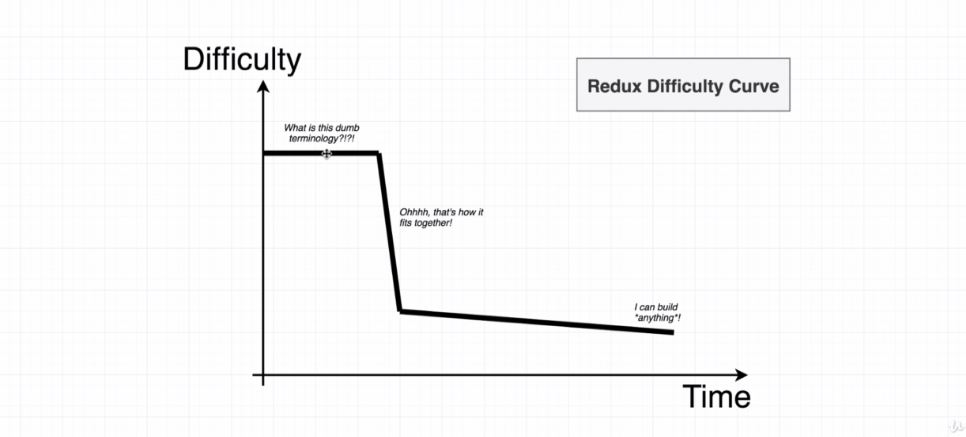 Difficulty
Redux Difficulty Curve
What is this dumb
terminology?!?!
Ohhhh, that's how it
fits together!
I can build
*anything*!
Time